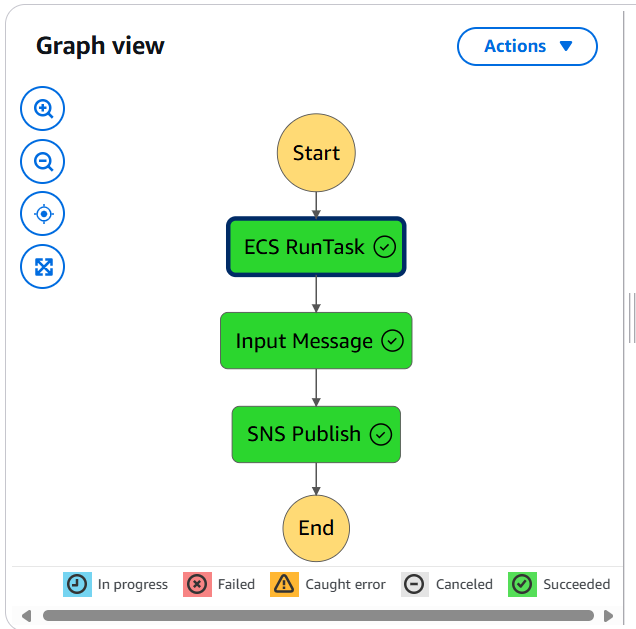 Graph view
Actions
Start
ECS RunTask
Input Message
SNS Publish
End
In progress
Failed
Caught error
Canceled
Succeeded